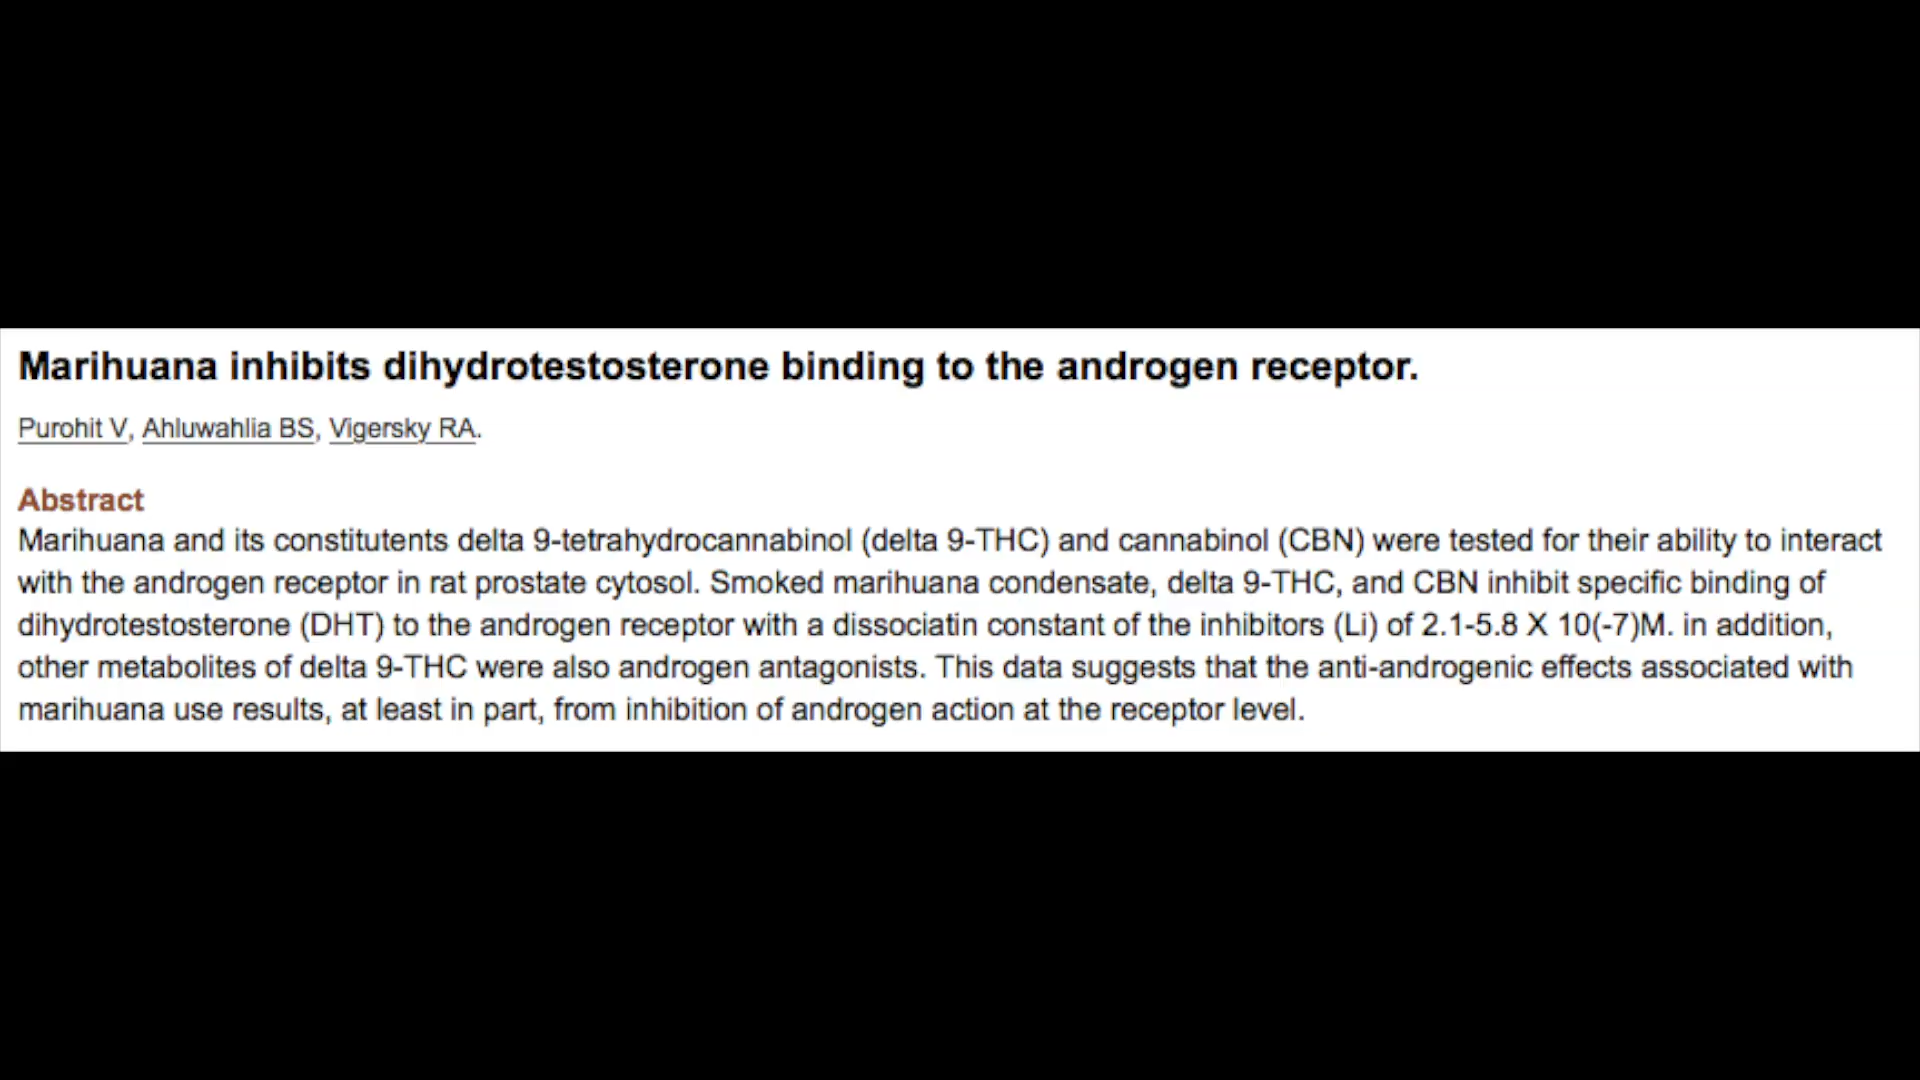 Marihuana inhibits dihydrotestosterone binding to the androgen receptor.
Purohit V, Ahluwahlia BS, Vigersky RA.
Abstract
Marihuana and its constitutents delta 9-tetrahydrocannabinol (delta 9-THC) and cannabinol (CBN) were tested for their ability to interact
with the androgen receptor in rat prostate cytosol. Smoked marihuana condensate, delta 9-THC, and CBN inhibit specific binding of
dihydrotestosterone (DHT) to the androgen receptor with a dissociatin constant of the inhibitors (Li) of 2.1-5.8 X 10(-7)M. in addition,
other metabolites of delta 9-THC were also androgen antagonists. This data suggests that the anti-androgenic effects associated with
marihuana use results, at least in part, from inhibition of androgen action at the receptor level.